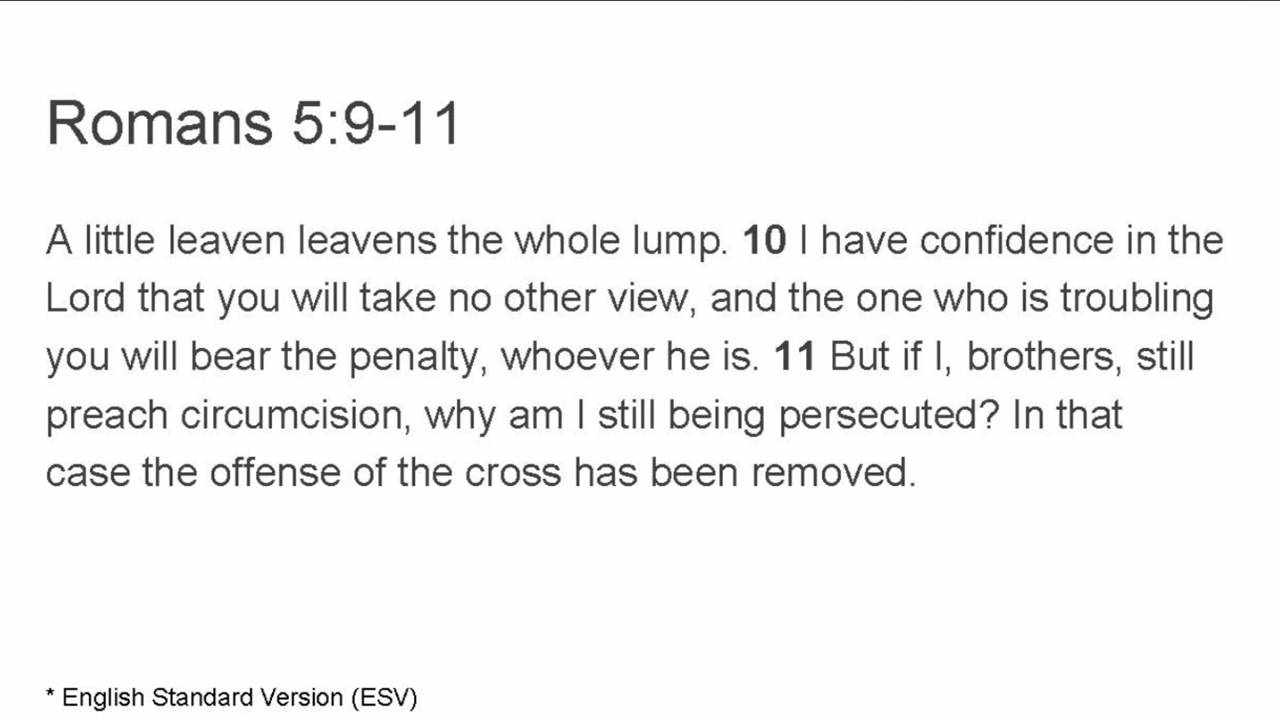 Romans 5:9-11
A little leaven leavens the whole lump. 10 I have confidence in the
Lord that you will take no other view, and the one who is troubling
you will bear the penalty, whoever he is. 11 But if I, brothers, still
preach circumcision, why am I still being persecuted? In that
case the offense of the cross has been removed.
* English Standard Version (ESV)